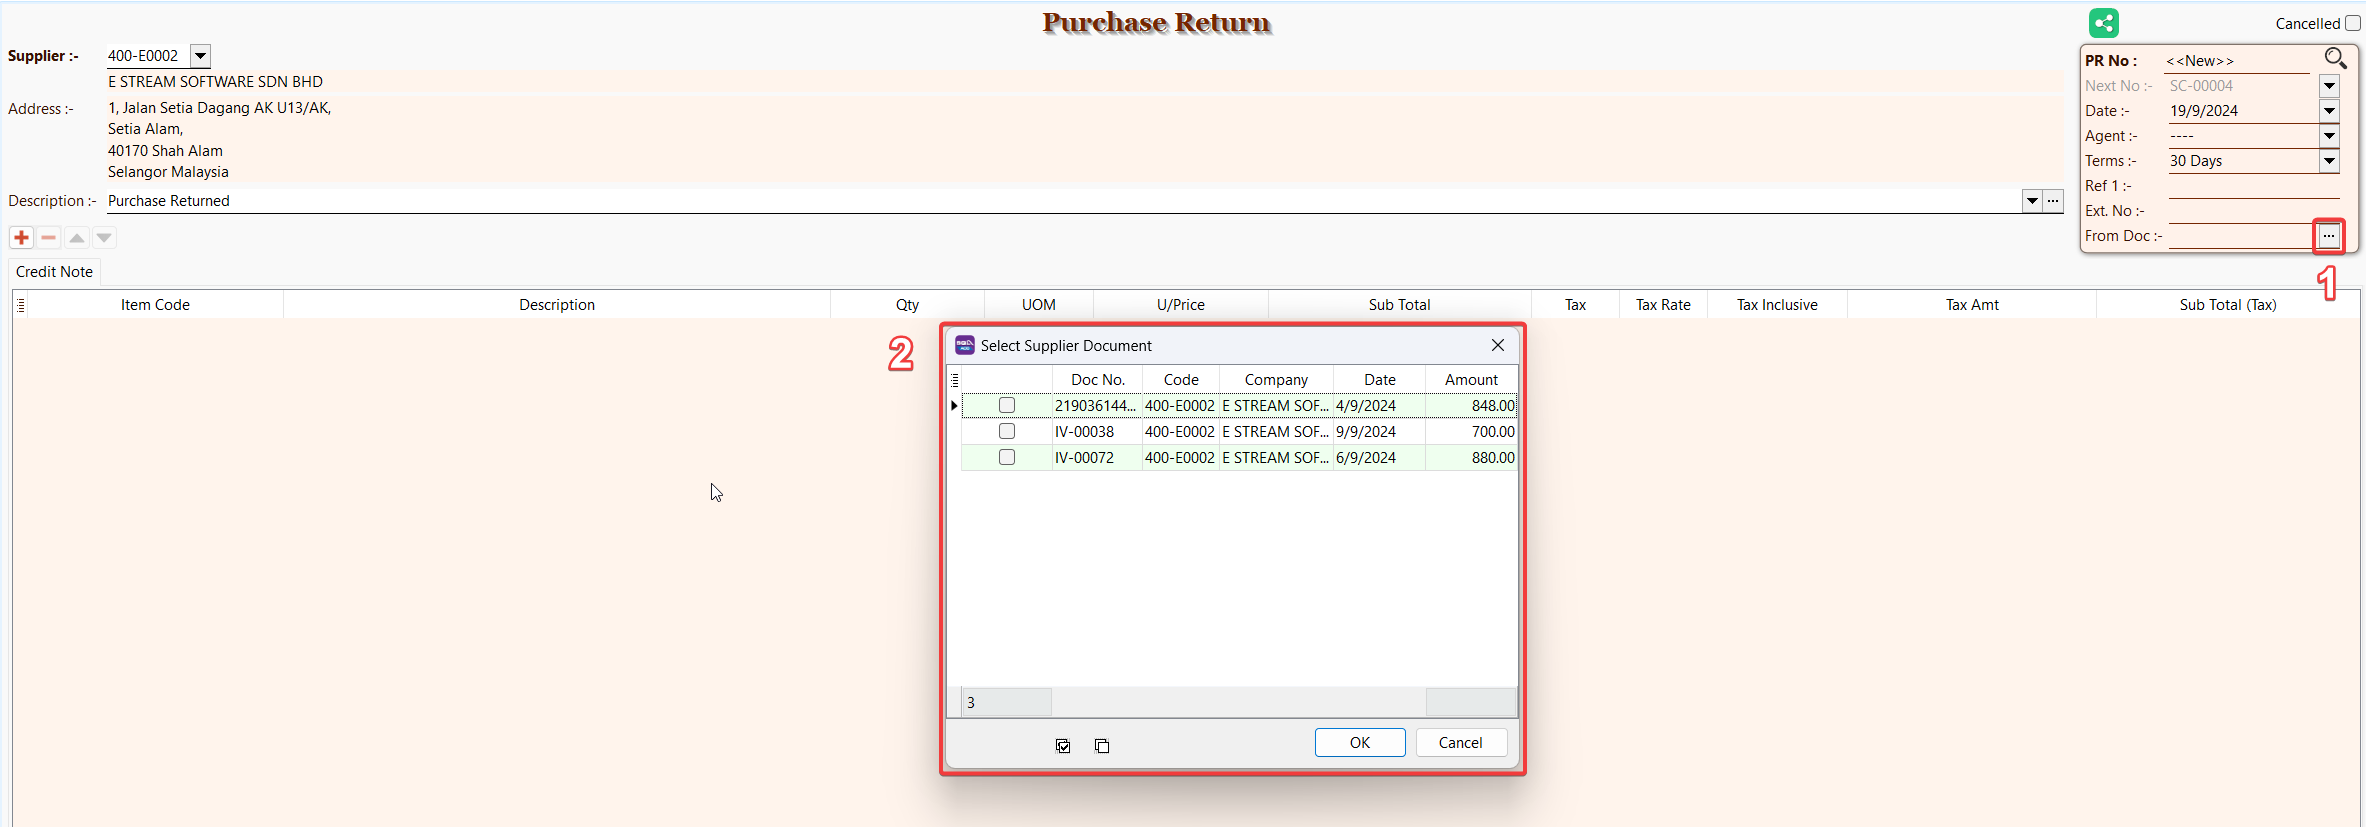 Purchase Return
Cancelled
Supplier :- 400-E0002
E STREAM SOFTWARE SDN BHD
Address :- 1, Jalan Setia Dagang AK U13/AK,
Setia Alam,
40170 Shah Alam
Selangor Malaysia
Description :- Purchase Returned
PR No : <<New>>
Next No :- SC-00004
Date :- 19/9/2024
Agent :- ----
Terms :- 30 Days
Ref 1 :-
Ext. No :-
From Doc :- ...
1
Credit Note
Item Code Description Qty UOM U/Price Sub Total Tax Tax Rate Tax Inclusive Tax Amt Sub Total (Tax)
2
Select Supplier Document
Doc No. Code Company Date Amount
219036144... 400-E0002 E STREAM SOF... 4/9/2024 848.00
IV-00038 400-E0002 E STREAM SOF... 9/9/2024 700.00
IV-00072 400-E0002 E STREAM SOF... 6/9/2024 880.00
3
OK Cancel